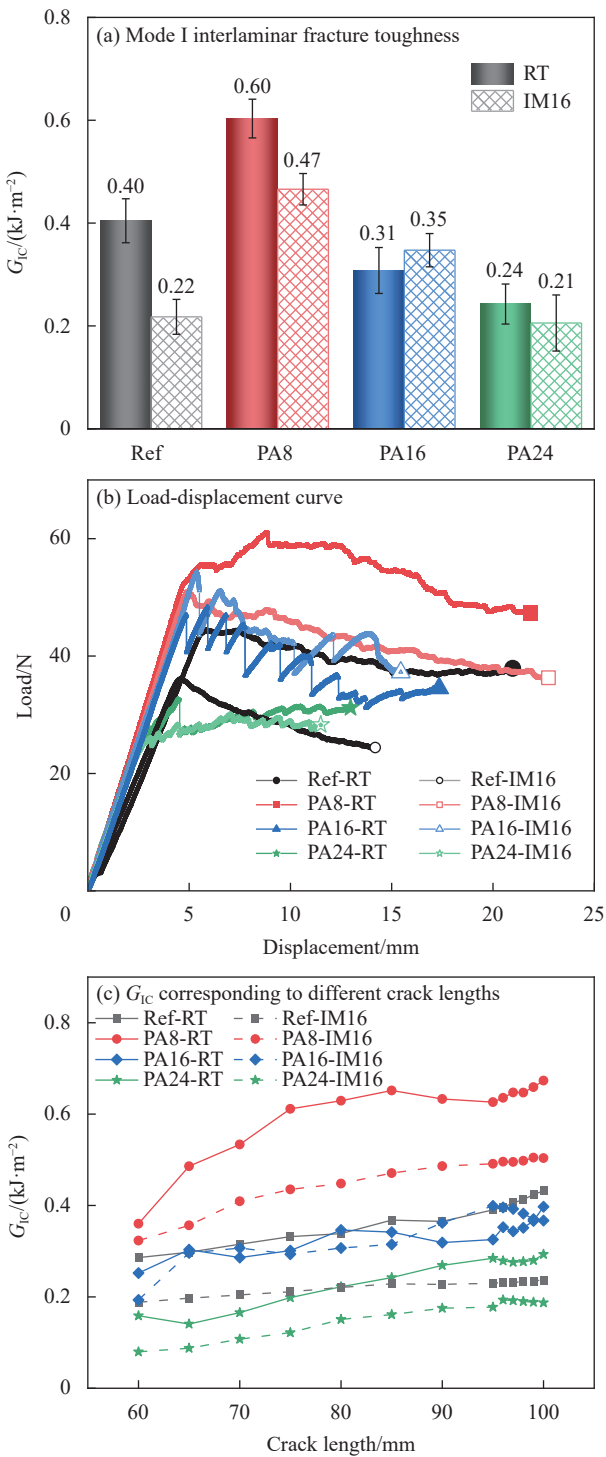 0.8
(a) Mode I interlaminar fracture toughness
RT
IM16
0.60
0.6
0.47
0.40
0.35
0.31
0.4
0.24
0.22
0.21
0.2
0
G_IC/(kJ·m⁻²)
Ref PA8 PA16 PA24
(b) Load-displacement curve
60
40
20
0
Load/N
Ref-RT Ref-IM16
PA8-RT PA8-IM16
PA16-RT PA16-IM16
PA24-RT PA24-IM16
5 10 15 20 25
Displacement/mm
(c) G_IC corresponding to different crack lengths
Ref-RT Ref-IM16
PA8-RT PA8-IM16
PA16-RT PA16-IM16
PA24-RT PA24-IM16
0.8
0.6
0.4
0.2
0
G_IC/(kJ·m⁻²)
60 70 80 90 100
Crack length/mm